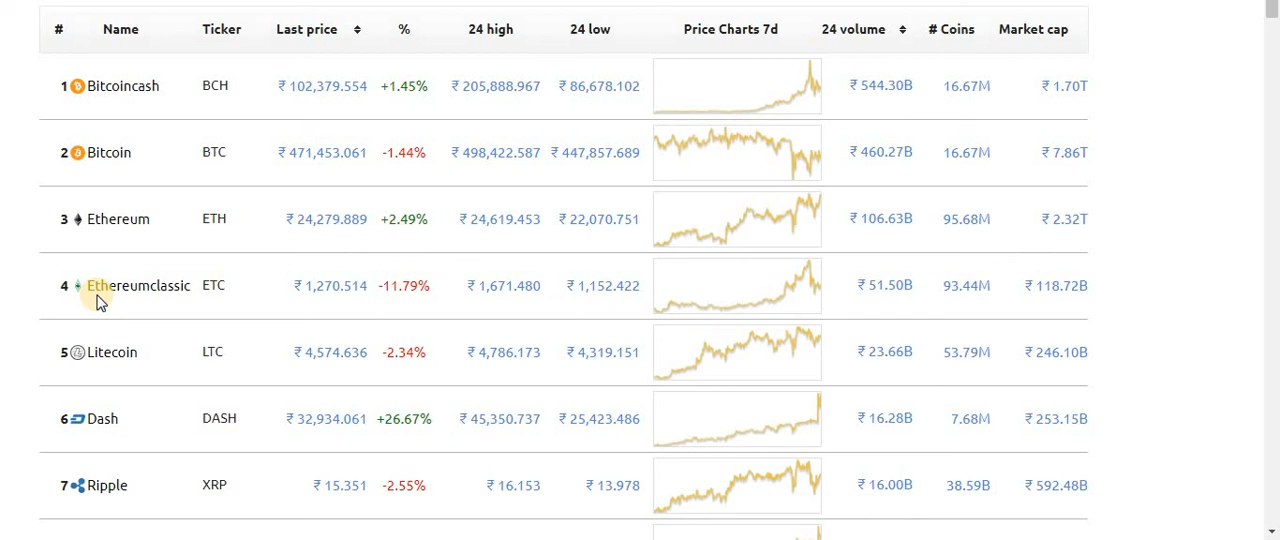 # Name Ticker Last price % 24 high 24 low Price Charts 7d 24 volume # Coins Market cap
1 Bitcoincash BCH ₹ 102,379.554 +1.45% ₹ 205,888.967 ₹ 86,678.102 ₹ 544.30B 16.67M ₹ 1.70T
2 Bitcoin BTC ₹ 471,453.061 -1.44% ₹ 498,422.587 ₹ 447,857.689 ₹ 460.27B 16.67M ₹ 7.86T
3 Ethereum ETH ₹ 24,279.889 +2.49% ₹ 24,619.453 ₹ 22,070.751 ₹ 106.63B 95.68M ₹ 2.32T
4 Ethereumclassic ETC ₹ 1,270.514 -11.79% ₹ 1,671.480 ₹ 1,152.422 ₹ 51.50B 93.44M ₹ 118.72B
5 Litecoin LTC ₹ 4,574.636 -2.34% ₹ 4,786.173 ₹ 4,319.151 ₹ 23.66B 53.79M ₹ 246.10B
6 Dash DASH ₹ 32,934.061 +26.67% ₹ 45,350.737 ₹ 25,423.486 ₹ 16.28B 7.68M ₹ 253.15B
7 Ripple XRP ₹ 15.351 -2.55% ₹ 16.153 ₹ 13.978 ₹ 16.00B 38.59B ₹ 592.48B